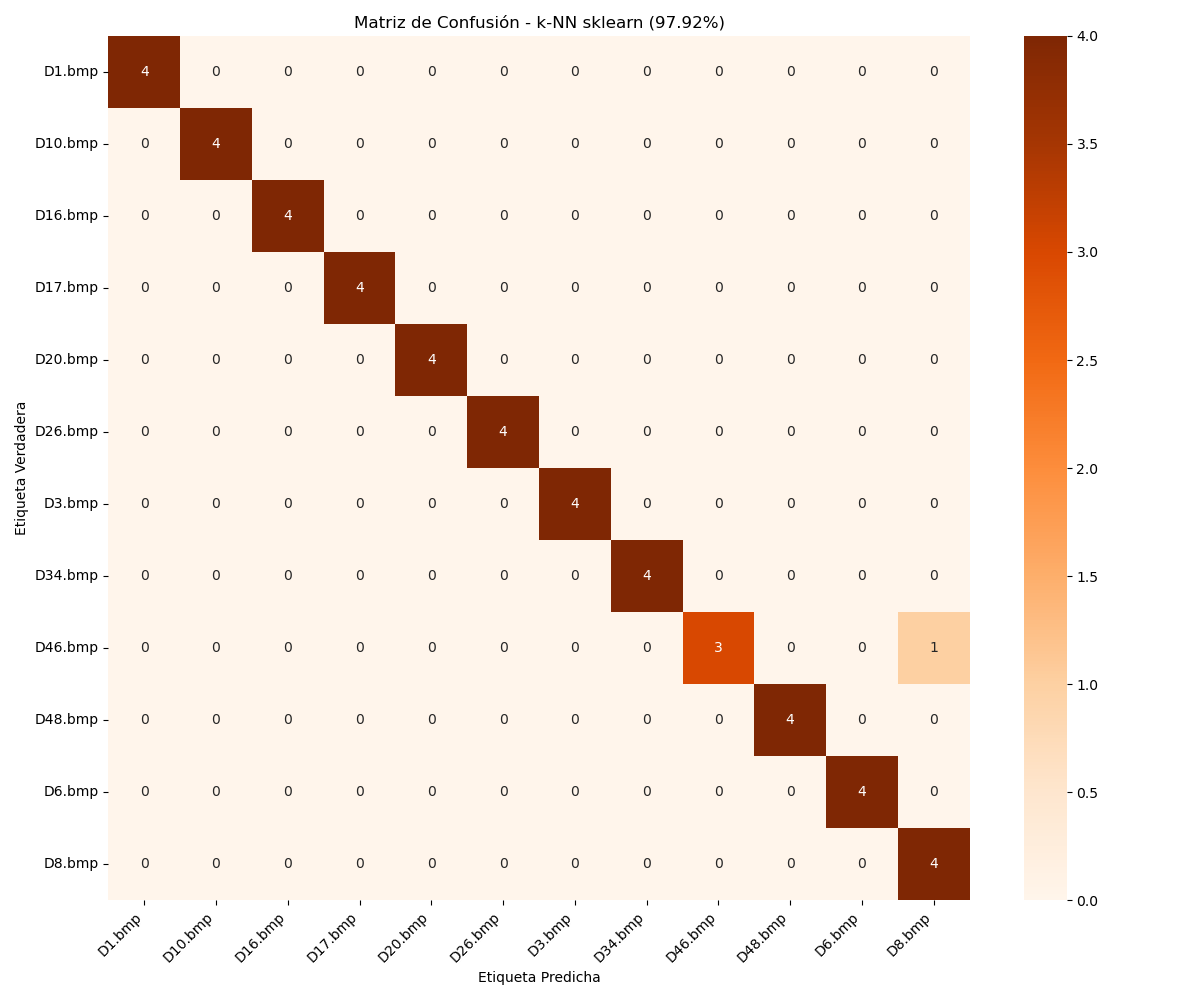 Matriz de Confusión - k-NN sklearn (97.92%)
D1.bmp 4 0 0 0 0 0 0 0 0 0 0 0
D10.bmp 0 4 0 0 0 0 0 0 0 0 0 0
D16.bmp 0 0 4 0 0 0 0 0 0 0 0 0
D17.bmp 0 0 0 4 0 0 0 0 0 0 0 0
D20.bmp 0 0 0 0 4 0 0 0 0 0 0 0
D26.bmp 0 0 0 0 0 4 0 0 0 0 0 0
D3.bmp 0 0 0 0 0 0 4 0 0 0 0 0
D34.bmp 0 0 0 0 0 0 0 4 0 0 0 0
D46.bmp 0 0 0 0 0 0 0 0 3 0 0 1
D48.bmp 0 0 0 0 0 0 0 0 0 4 0 0
D6.bmp 0 0 0 0 0 0 0 0 0 0 4 0
D8.bmp 0 0 0 0 0 0 0 0 0 0 0 4
Etiqueta Verdadera
D1.bmp D10.bmp D16.bmp D17.bmp D20.bmp D26.bmp D3.bmp D34.bmp D46.bmp D48.bmp D6.bmp D8.bmp
Etiqueta Predicha
4.0
3.5
3.0
2.5
2.0
1.5
1.0
0.5
0.0